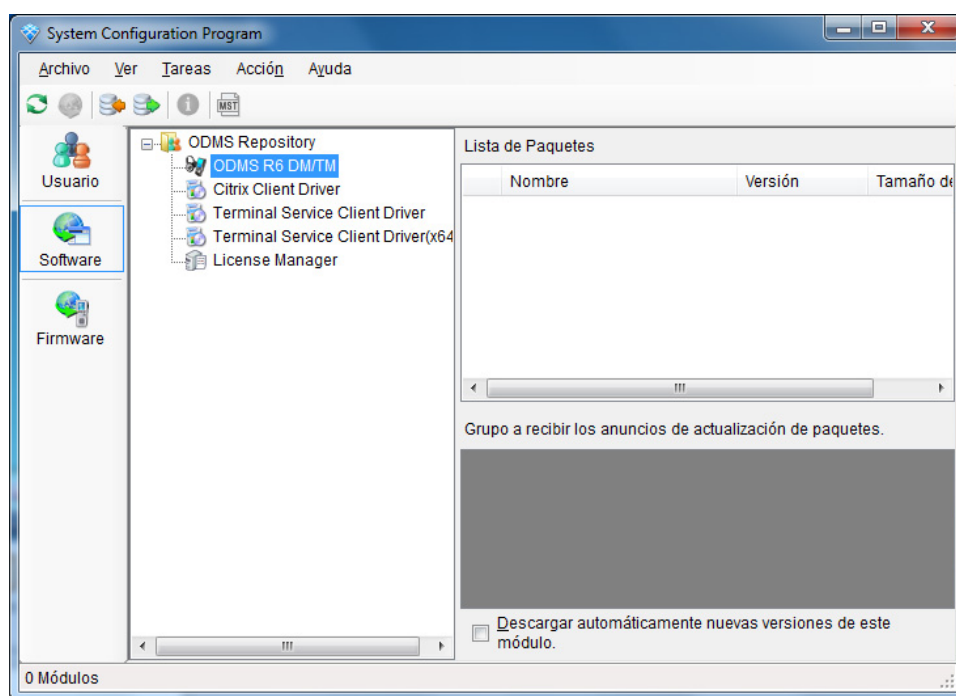 System Configuration Program
Archivo Ver Tareas Acción Ayuda
MST
Usuario
Software
Firmware
ODMS Repository
ODMS R6 DM/TM
Citrix Client Driver
Terminal Service Client Driver
Terminal Service Client Driver(x64
License Manager
Lista de Paquetes
Nombre Versión Tamaño de
Grupo a recibir los anuncios de actualización de paquetes.
Descargar automáticamente nuevas versiones de este
módulo.
0 Módulos